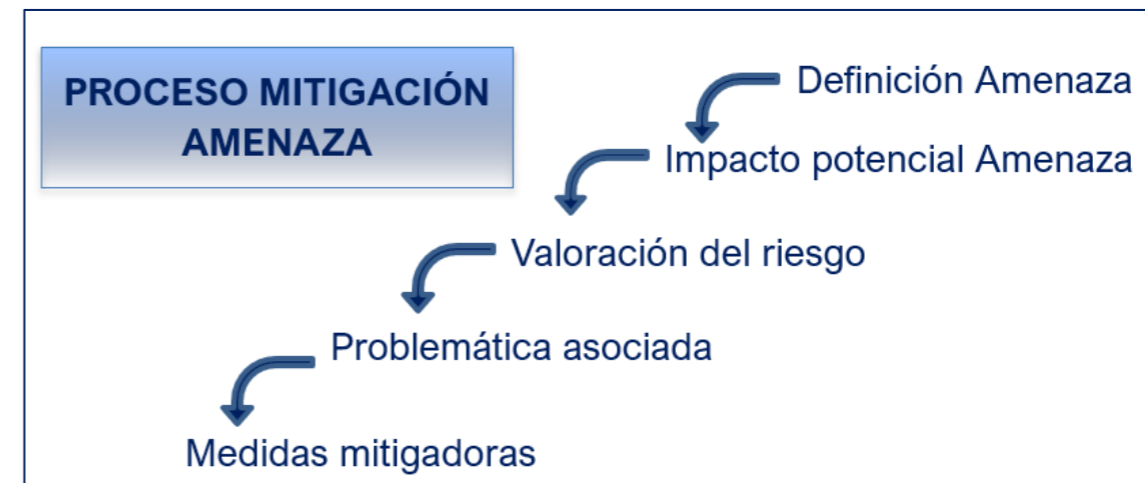 PROCESO MITIGACIÓN
AMENAZA
Definición Amenaza
Impacto potencial Amenaza
Valoración del riesgo
Problemática asociada
Medidas mitigadoras